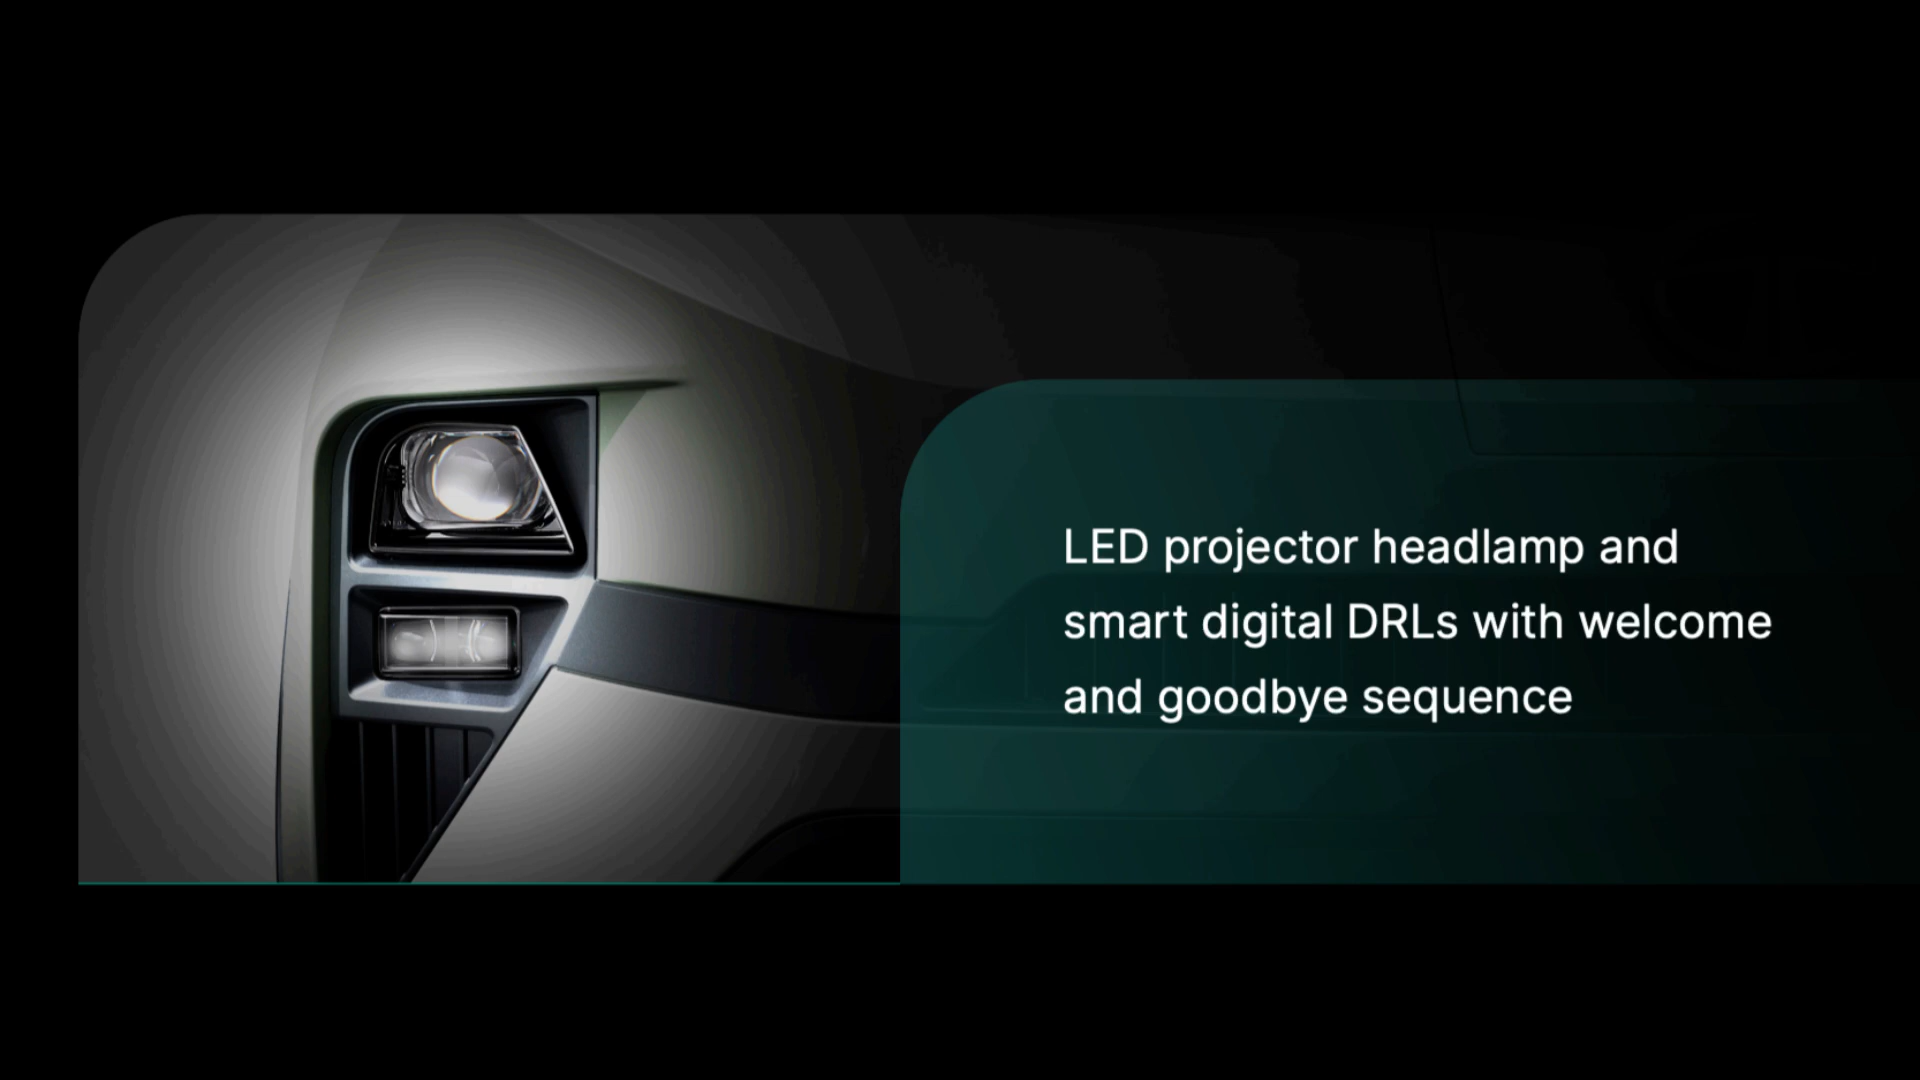 LED projector headlamp and
smart digital DRLs with welcome
and goodbye sequence